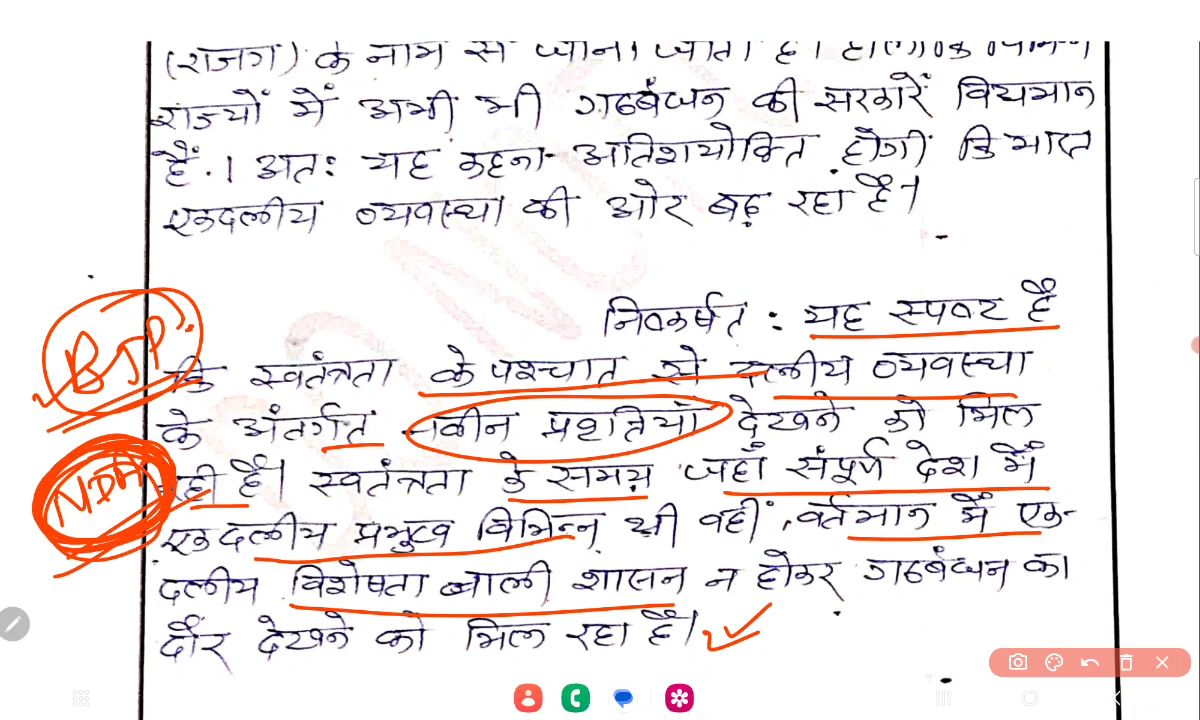 (राजग) के नाम से जाना जाता है। हालांकि
राज्यों में अभी भी गठबंधन की सरकारें विद्यमान
हैं। अत: यह कहना अतिशयोक्ति होगी कि भारत
एकदलीय व्यवस्था की ओर बढ़ रहा है।
निष्कर्षत: यह स्पष्ट है
BJP
कि स्वतंत्रता के पश्चात से दलीय व्यवस्था
के अंतर्गत नवीन प्रवृत्तियाँ देखने को मिल
NDA
रही है। स्वतंत्रता के समय जहाँ संपूर्ण देश में
एकदलीय प्रभुत्व विभिन्न थी वहीं, वर्तमान में एक-
दलीय विशेषता वाली शासन न होकर गठबंधन का
दौर देखने को मिल रहा है।